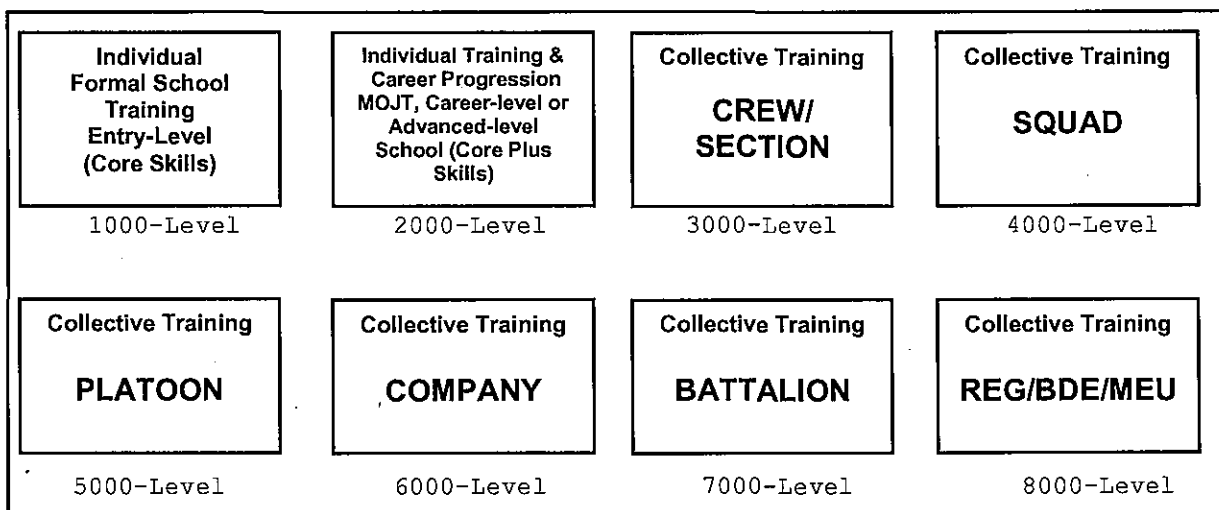 Individual
Formal School
Training
Entry-Level
(Core Skills)
1000-Level
Individual Training &
Career Progression
MOJT, Career-level or
Advanced-level
School (Core Plus
Skills)
2000-Level
Collective Training
CREW/
SECTION
3000-Level
Collective Training
SQUAD
4000-Level
Collective Training
PLATOON
5000-Level
Collective Training
COMPANY
6000-Level
Collective Training
BATTALION
7000-Level
Collective Training
REG/BDE/MEU
8000-Level